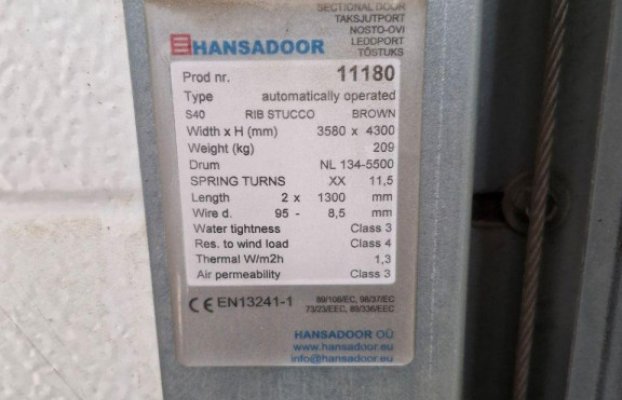 SECTIONAL DOOR
TAKSJUTPORT
NOSTO-OVI
LEDDPORT
TÕSTUKS
HANSADOOR
Prod nr. 11180
Type automatically operated
S40 RIB STUCCO BROWN
Width x H (mm) 3580 x 4300
Weight (kg) 209
Drum NL 134-5500
SPRING TURNS XX 11,5
Length 2 x 1300 mm
Wire d. 95 - 8,5 mm
Water tightness Class 3
Res. to wind load Class 4
Thermal W/m2h 1,3
Air permeability Class 3
CE EN13241-1 89/106/EC, 98/37/EC
73/23/EEC, 89/336/EEC
HANSADOOR OÜ
www.hansadoor.eu
info@hansadoor.eu